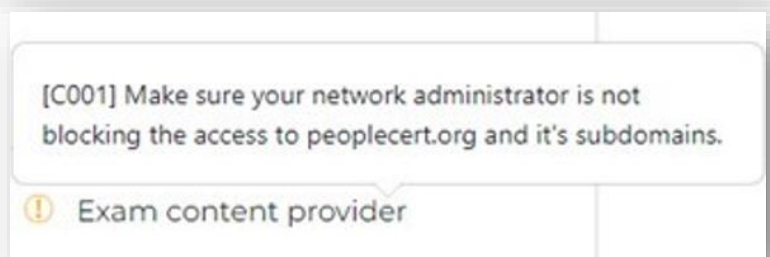 [C001] Make sure your network administrator is not
blocking the access to peoplecert.org and it's subdomains.
Exam content provider